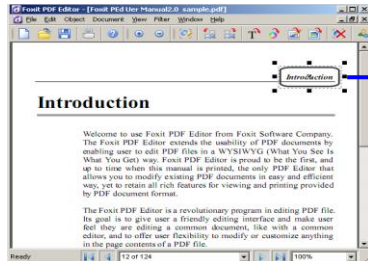 Foxit PDF Editor - [Foxit PEd Uer Manual2.0 sample.pdf]
File Edit Object Document View Filter Window Help
Introduction
Introduction
Welcome to use Foxit PDF Editor from Foxit Software Company.
The Foxit PDF Editor extends the usability of PDF documents by
enabling user to edit PDF files in a WYSIWYG (What You See Is
What You Get) way. Foxit PDF Editor is proud to be the first, and
up to time when this manual is printed, the only PDF Editor that
allows you to modify existing PDF documents in easy and efficient
way, yet to retain all rich features for viewing and printing provided
by PDF document format.
The Foxit PDF Editor is a revolutionary program in editing PDF file.
Its goal is to give user a friendly editing interface and make user
feel they are editing a common document, like with a common
editor, and to offer user flexibility to modify or customize anything
in the page contents of a PDF file.
Ready 12 of 124 100%